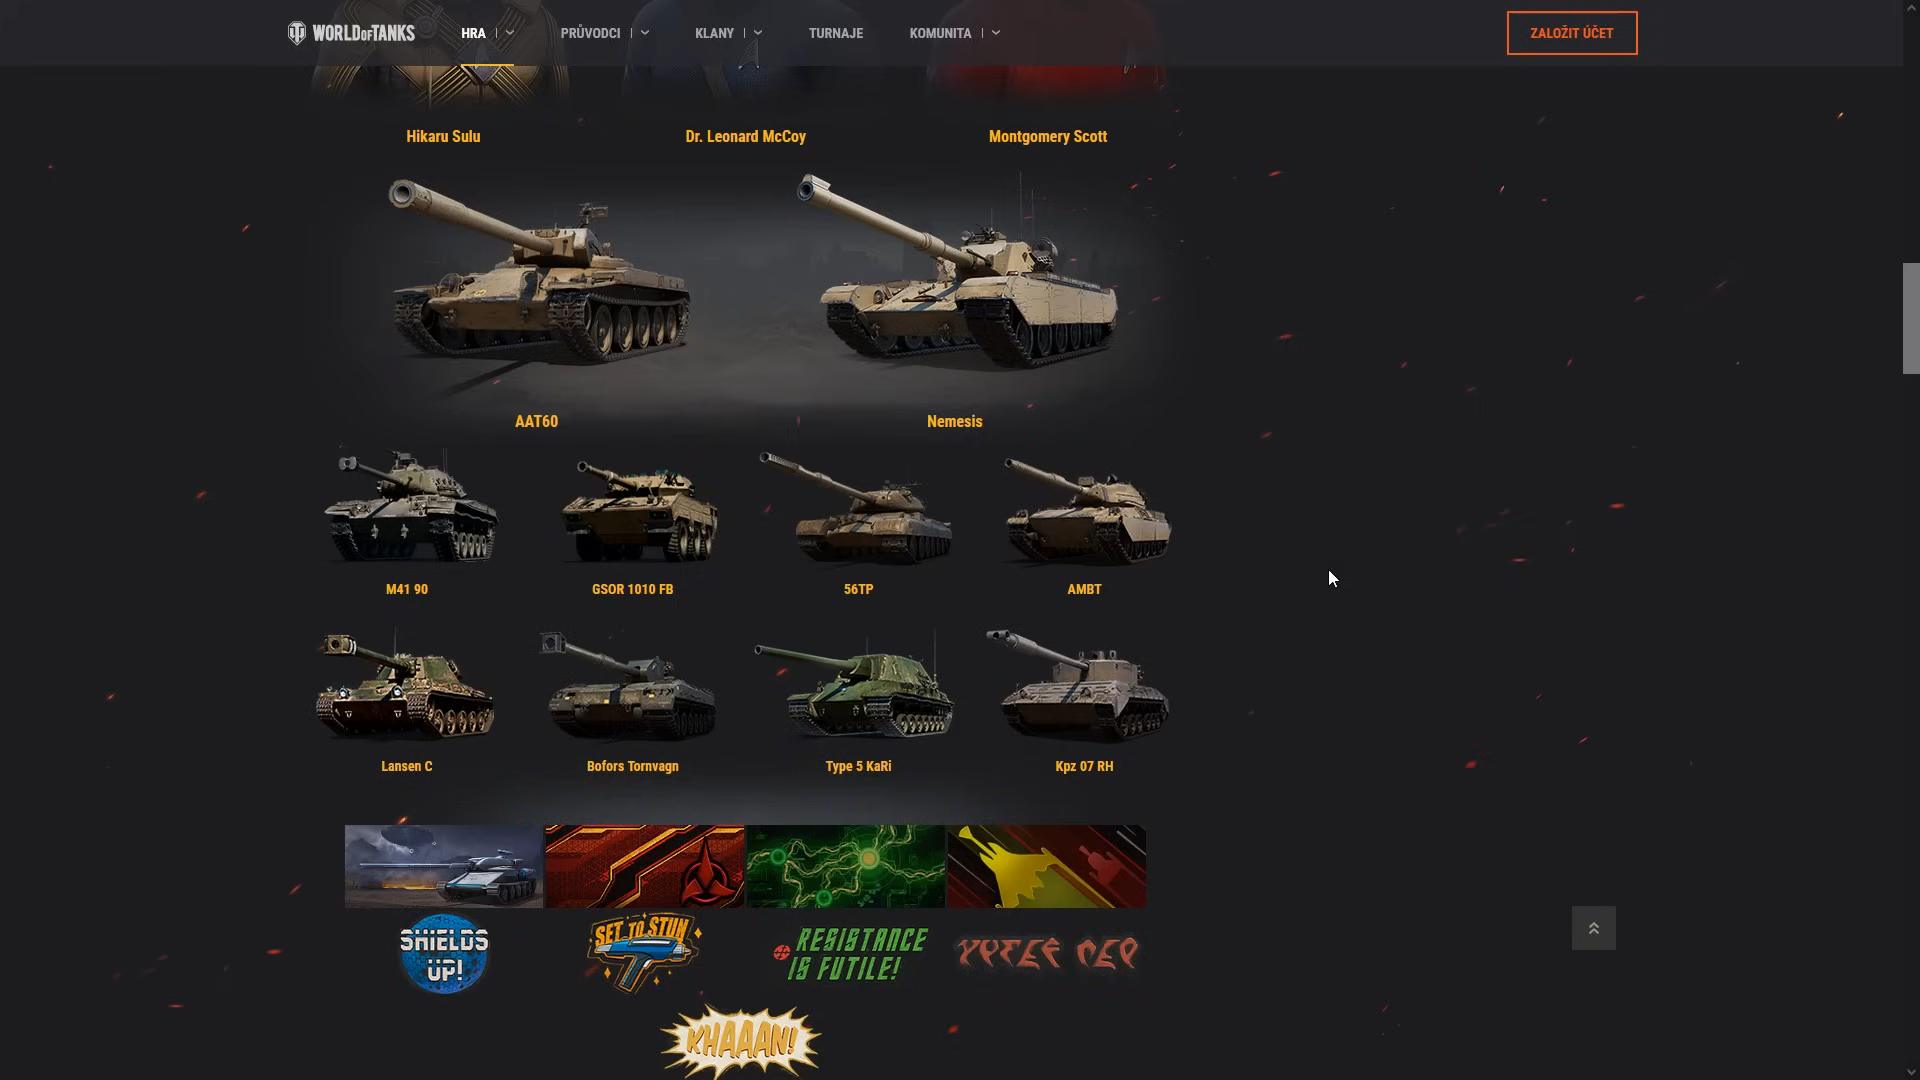 WORLD OF TANKS
HRA
PRŮVODCI
KLANY
TURNAJE
KOMUNITA
ZALOŽIT ÚČET
Hikaru Sulu
Dr. Leonard McCoy
Montgomery Scott
AAT60
Nemesis
M41 90
GSOR 1010 FB
56TP
AMBT
Lansen C
Bofors Tornvagn
Type 5 KaRi
Kpz 07 RH
SHIELDS
UP!
SET TO STUN
RESISTANCE
IS FUTILE!
KHAAAN!